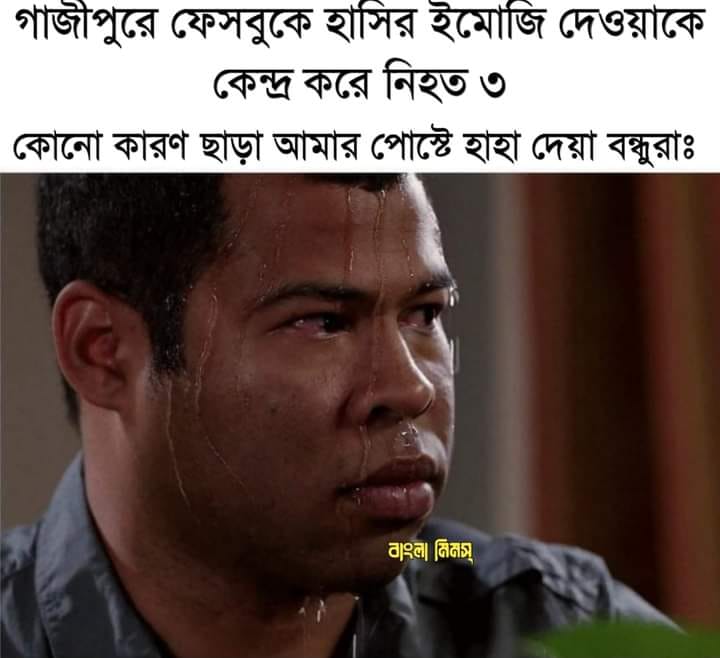 গাজীপুরে ফেসবুকে হাসির ইমোজি দেওয়াকে
কেন্দ্র করে নিহত ৩
কোনো কারণ ছাড়া আমার পোস্টে হাহা দেয়া বন্ধুরাঃ
বাংলা মিমস্